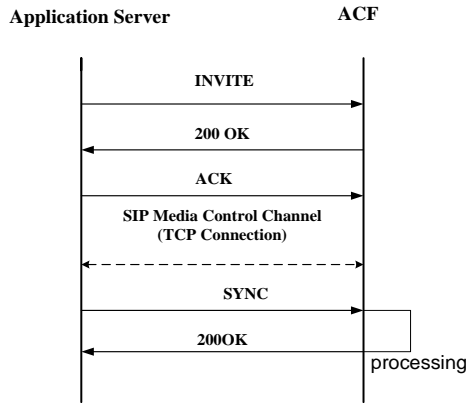 Application Server
ACF
INVITE
200 OK
ACK
SIP Media Control Channel
(TCP Connection)
SYNC
200OK
processing